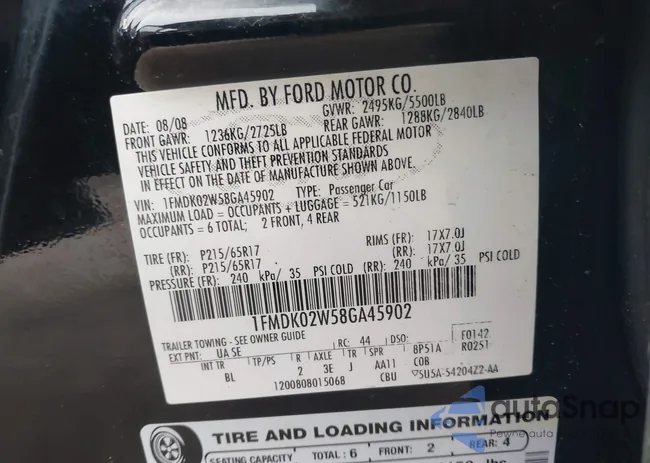 MFD. BY FORD MOTOR CO.
DATE: 08/08 GVWR: 2495KG/5500LB
FRONT GAWR: 1236KG/2725LB REAR GAWR: 1288KG/2840LB
THIS VEHICLE CONFORMS TO ALL APPLICABLE FEDERAL MOTOR
VEHICLE SAFETY AND THEFT PREVENTION STANDARDS
IN EFFECT ON THE DATE OF MANUFACTURE SHOWN ABOVE.
VIN: 1FMDK02W58GA45902 TYPE: Passenger Car
MAXIMUM LOAD = OCCUPANTS + LUGGAGE = 521KG/1150LB
OCCUPANTS = 6 TOTAL; 2 FRONT, 4 REAR
TIRE (FR): P215/65R17 RIMS (FR): 17X7.0J
(RR): P215/65R17 (RR): 17X7.0J
PRESSURE (FR): 240 kPa/ 35 PSI COLD (RR): 240 kPa/ 35 PSI COLD
1FMDK02W58GA45902
TRAILER TOWING - SEE OWNER GUIDE F0142
EXT PNT: UA SE RC: 44 DSO: R0251
INT TR TP/PS R AXLE TR SPR 8P51A
BL 2 3E J AA11 COB
1200808015068 CBU 5U5A-54204Z2-AA
TIRE AND LOADING INFORMATION
SEATING CAPACITY TOTAL : 6 FRONT: 2 REAR: 4
lbs
autoSnap
Pewne auto